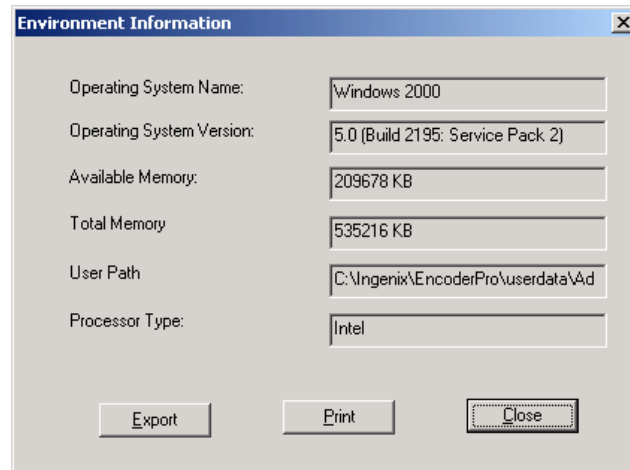 Environment Information
Operating System Name: Windows 2000
Operating System Version: 5.0 (Build 2195: Service Pack 2)
Available Memory: 209678 KB
Total Memory 535216 KB
User Path C:\Ingenix\EncoderPro\userdata\Ad
Processor Type: Intel
Export Print Close